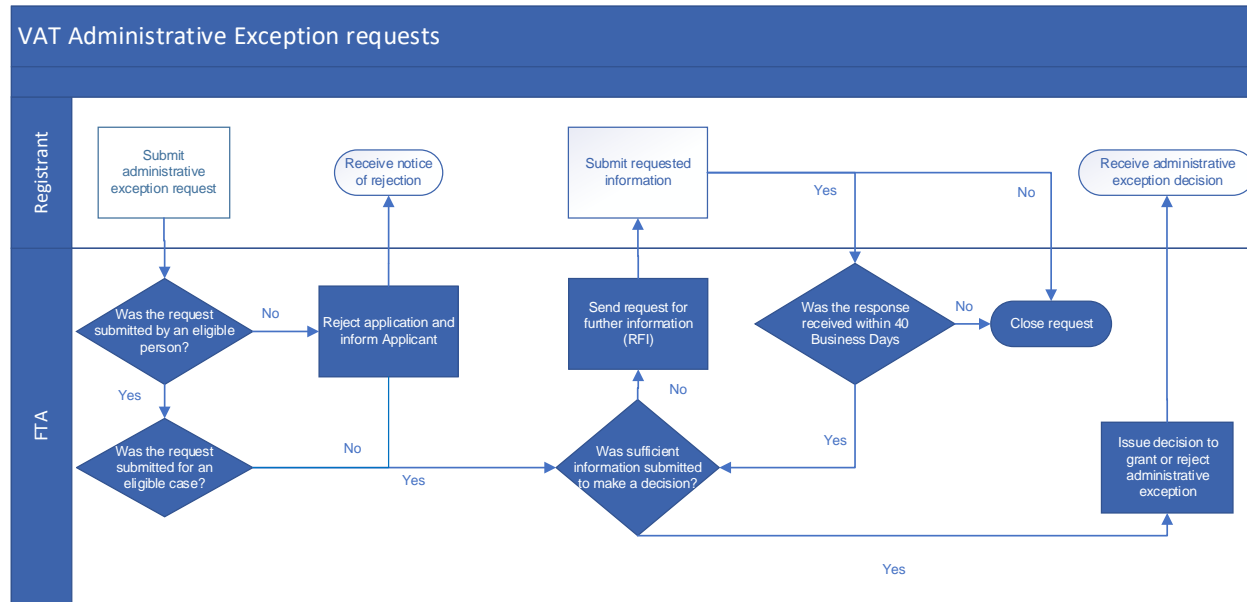 VAT Administrative Exception requests
Registrant
Submit
administrative
exception request
Receive notice
of rejection
Submit requested
information
Receive administrative
exception decision
Yes
No
FTA
Was the request
submitted by an eligible
person?
No
Reject application and
inform Applicant
Send request for
further information
(RFI)
Was the response
received within 40
Business Days
No
Close request
Yes
No
Was the request
submitted for an
eligible case?
No
Yes
Was sufficient
information submitted
to make a decision?
Yes
Issue decision to
grant or reject
administrative
exception
Yes